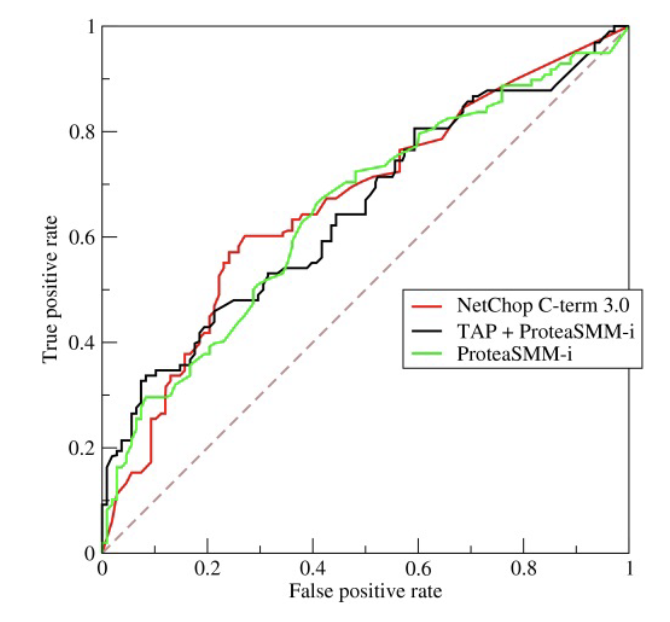 1
0.8
0.6
0.4
0.2
0
True positive rate
NetChop C-term 3.0
TAP + ProteaSMM-i
ProteaSMM-i
0 0.2 0.4 0.6 0.8 1
False positive rate